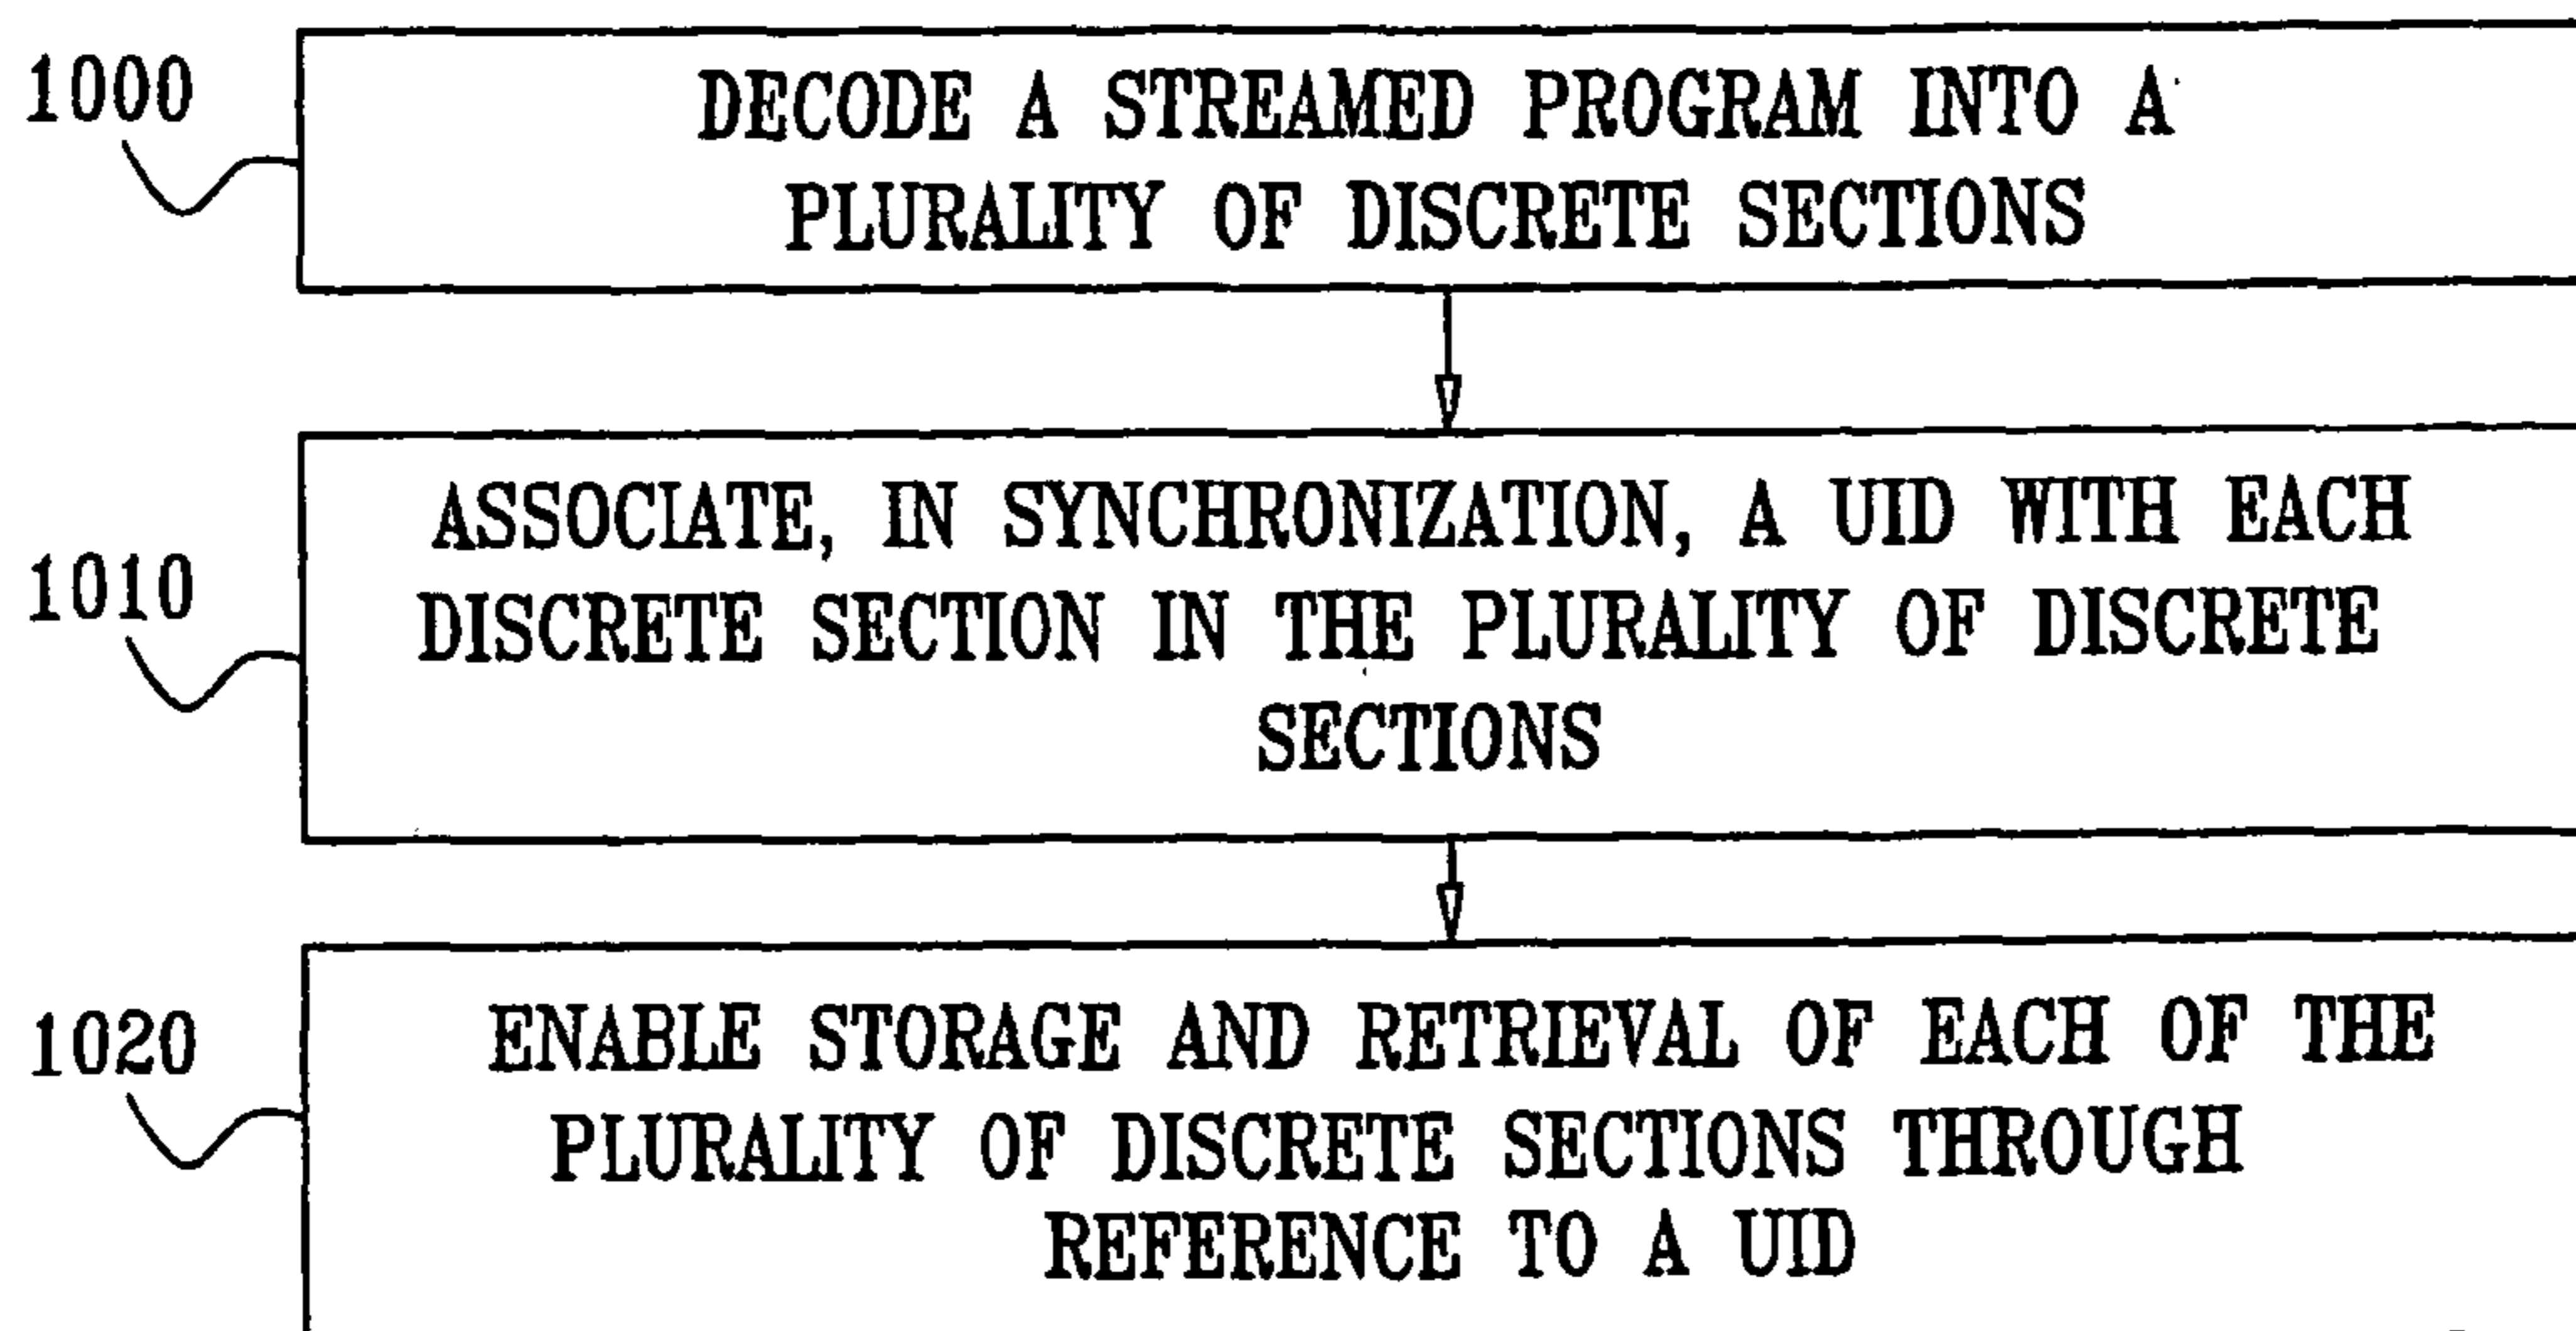 1000
DECODE A STREAMED PROGRAM INTO A
PLURALITY OF DISCRETE SECTIONS
1010
ASSOCIATE, IN SYNCHRONIZATION, A UID WITH EACH
DISCRETE SECTION IN THE PLURALITY OF DISCRETE
SECTIONS
1020
ENABLE STORAGE AND RETRIEVAL OF EACH OF THE
PLURALITY OF DISCRETE SECTIONS THROUGH
REFERENCE TO A UID